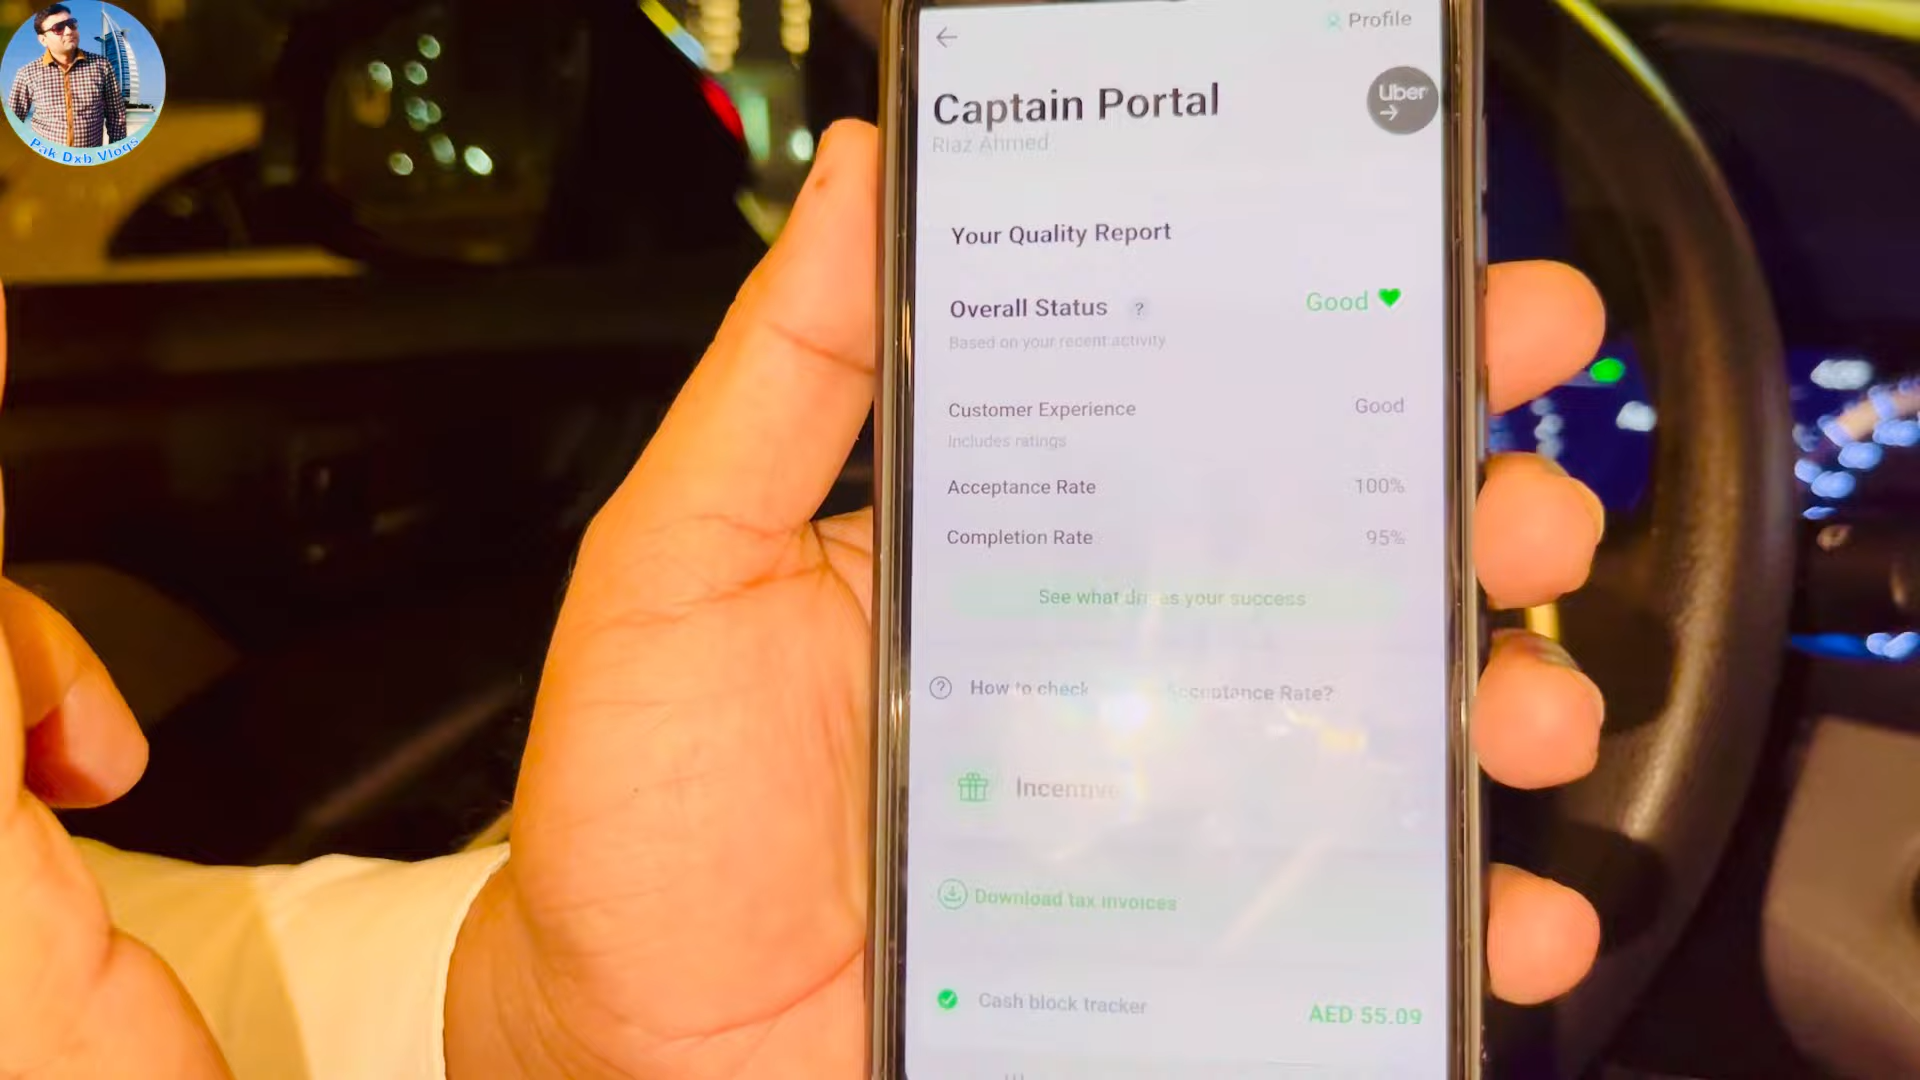 Pak Dxb Vlogs
Profile
Captain Portal
Uber
Riaz Ahmed
Your Quality Report
Overall Status ?
Good
Based on your recent activity
Customer Experience
Good
Includes ratings
Acceptance Rate
100%
Completion Rate
95%
See what your success
How to check Acceptance Rate?
Incentive
Download tax invoices
Cash block tracker
AED 55.09